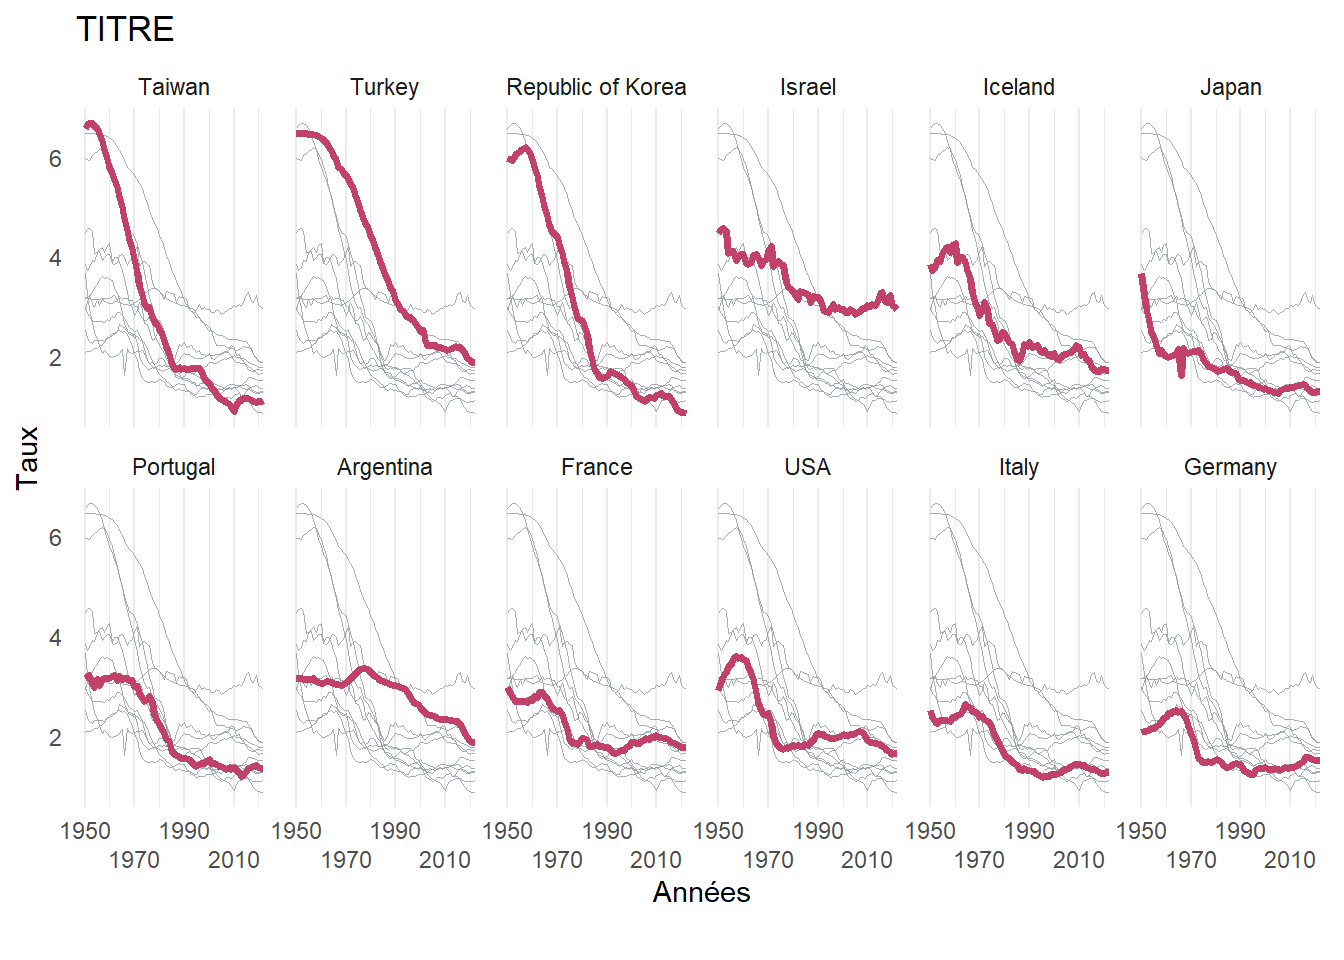 TITRE
Taiwan Turkey Republic of Korea Israel Iceland Japan
6
4
2
Taux
Portugal Argentina France USA Italy Germany
6
4
2
1950 1990 1950 1990 1950 1990 1950 1990 1950 1990 1950 1990
1970 2010 1970 2010 1970 2010 1970 2010 1970 2010 1970 2010
Années